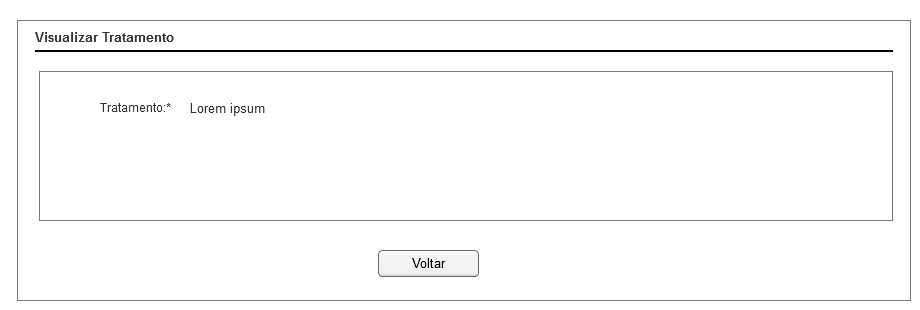 Visualizar Tratamento
Tratamento:* Lorem ipsum
Voltar